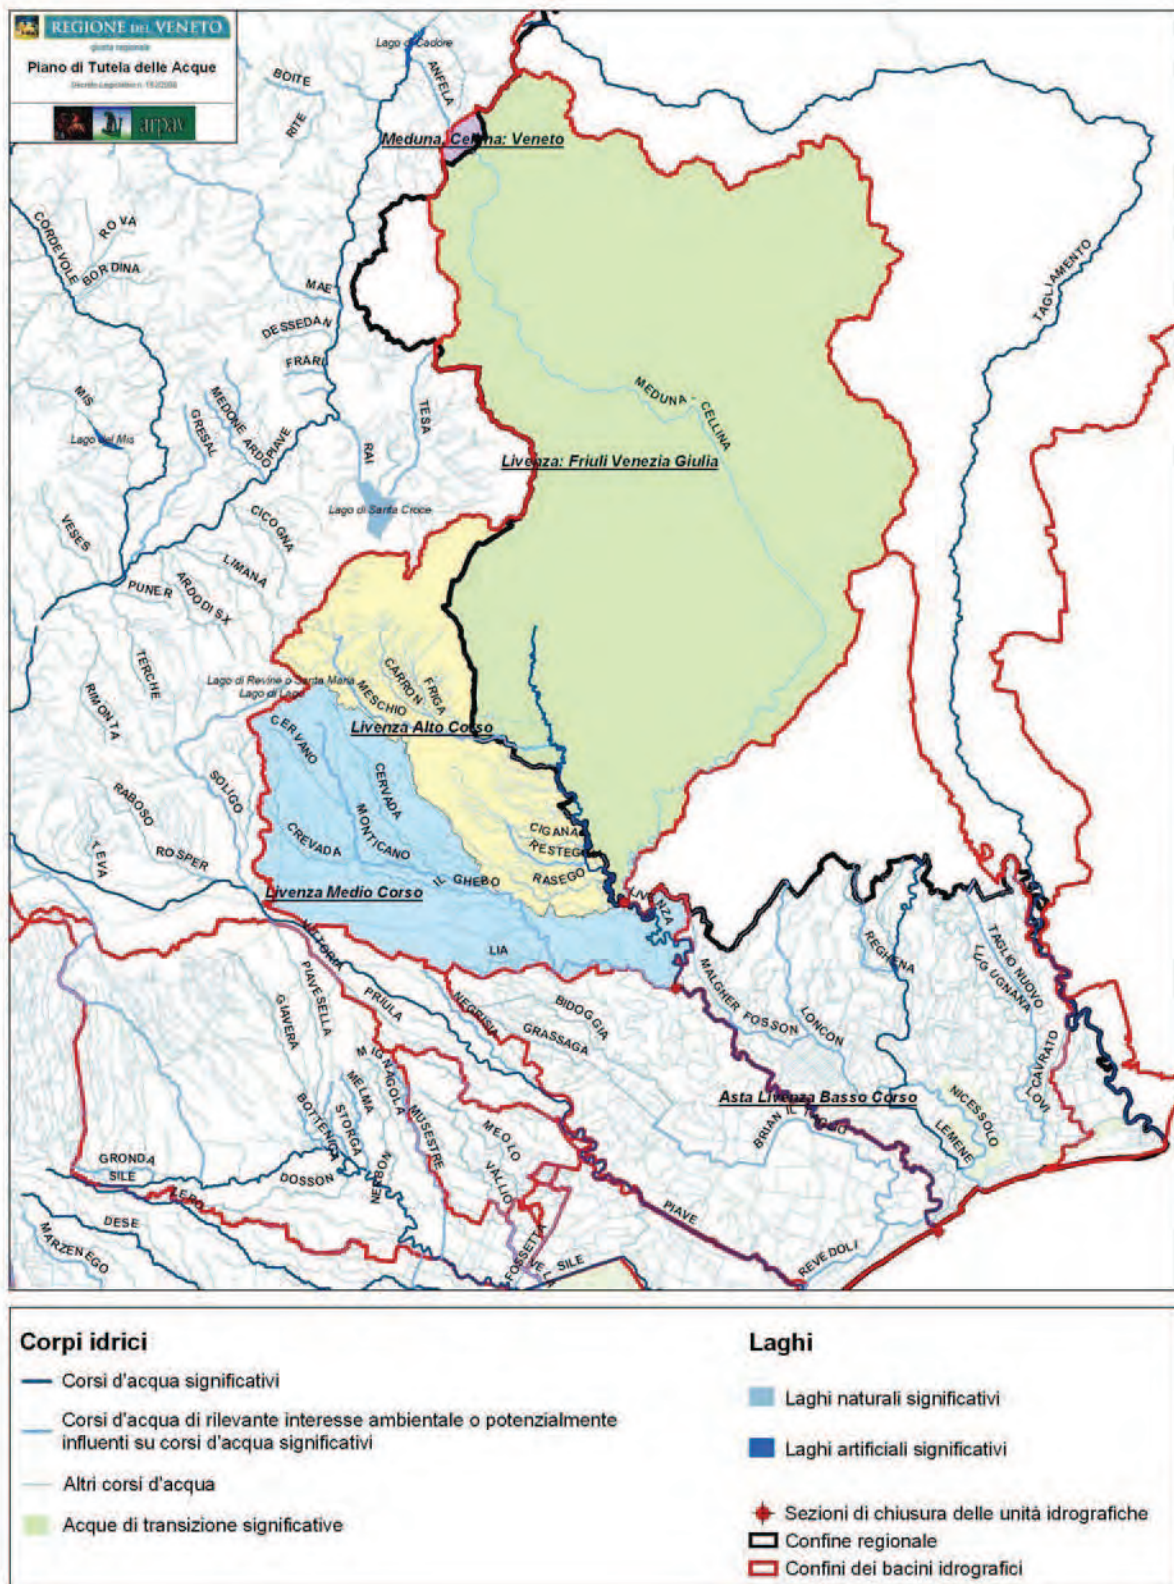 REGIONE DEL VENETO
giunta regionale
Piano di Tutela delle Acque
arpav
Lago di Cadore
ANFELA
BOITE
RITE
Meduna, Cellina: Veneto
CORDEVOLE
ROVA
BORDINA
MAE'
DESSEDAN
FRARI
TAGLIAMENTO
MIS
Lago del Mis
GRESAL
MEDONE
ARDO
PIAVE
RAI
TESA
MEDUNA - CELLINA
Livenza: Friuli Venezia Giulia
Lago di Santa Croce
VESES
CICOGNA
LIMANA
PUNER
ARDO DI SX
TERCHE
RIMONTA
Lago di Revine o Santa Maria
Lago di Lago
CARRON
FRIGA
MESCHIO
Livenza Alto Corso
CERVANO
CERVADA
MONTICANO
CREVADA
SOLIGO
RABOSO
ROSPER
TEVA
CIGANA
RESTEG
RASEGO
IL GHEBO
Livenza Medio Corso
LIVENZA
LIA
REGHENA
TAGLIO NUOVO
LUGUGNANA
PIAVESELLA
GIAVERA
PRIULA
NEGRISIA
BIDOGGIA
GRASSAGA
MALGHER
FOSSON
LONCON
CAVRATO
LOVI
Asta Livenza Basso Corso
NICESSOLO
LEMENE
MIGNAGOLA
MELMA
STORGA
BOTTENIGA
MUSESTRE
MEOLO
VALLIO
NERBON
GRONDA
SILE
DOSSON
ZERO
DESE
MARZENEGO
FOSSETTA
VELA
SILE
PIAVE
REVEDOLI
Corpi idrici
Corsi d'acqua significativi
Corsi d'acqua di rilevante interesse ambientale o potenzialmente
influenti su corsi d'acqua significativi
Altri corsi d'acqua
Acque di transizione significative
Laghi
Laghi naturali significativi
Laghi artificiali significativi
Sezioni di chiusura delle unità idrografiche
Confine regionale
Confini dei bacini idrografici